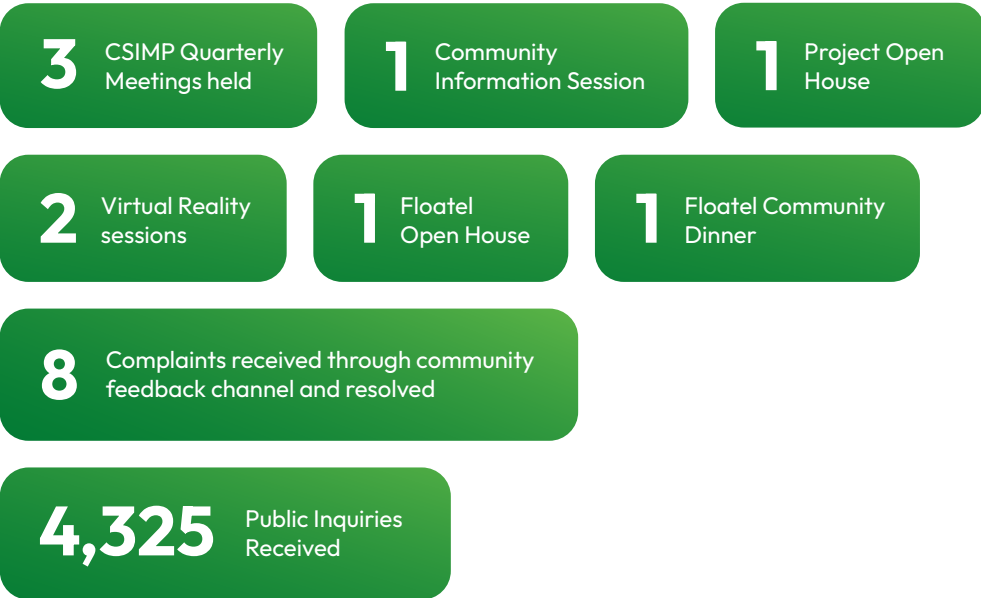 3 CSIMP Quarterly
Meetings held
1 Community
Information Session
1 Project Open
House
2 Virtual Reality
sessions
1 Floatel
Open House
1 Floatel Community
Dinner
8 Complaints received through community
feedback channel and resolved
4,325 Public Inquiries
Received